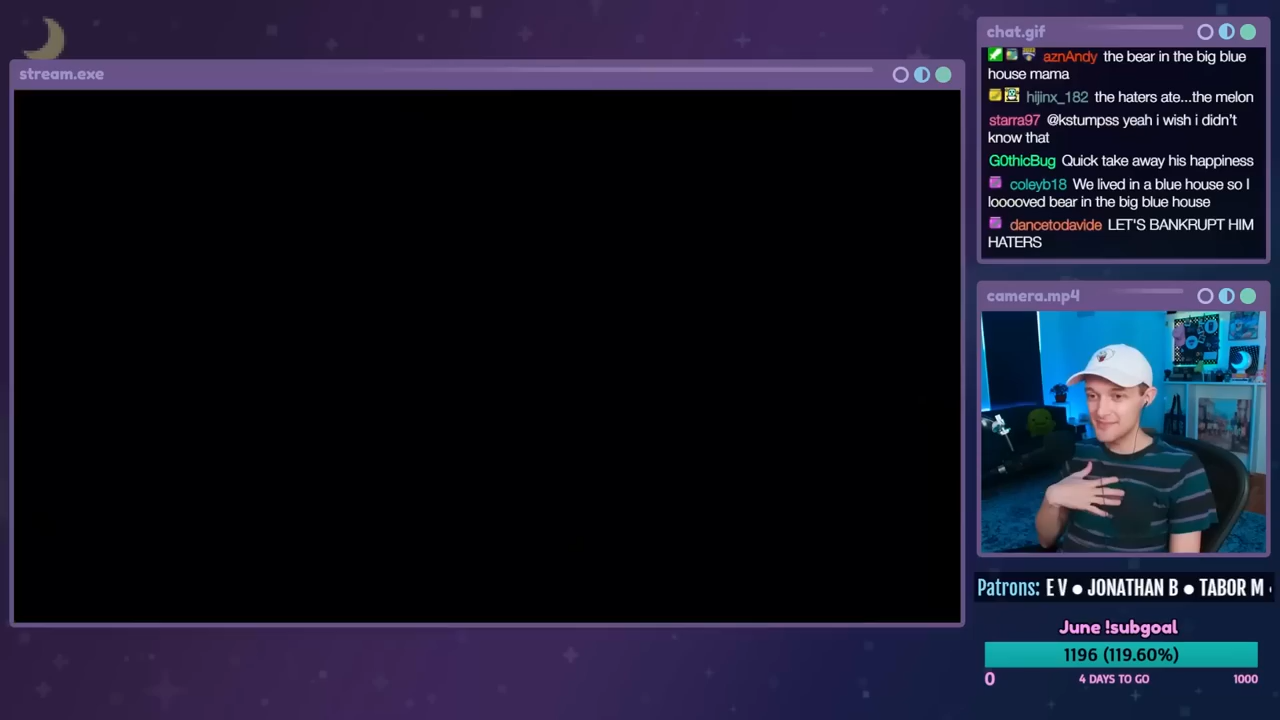 stream.exe
chat.gif
aznAndy the bear in the big blue
house mama
hijinx_182 the haters ate...the melon
starra97 @kstumpss yeah i wish i didn’t
know that
G0thicBug Quick take away his happiness
coleyb18 We lived in a blue house so I
looooved bear in the big blue house
dancetodavide LET'S BANKRUPT HIM
HATERS
camera.mp4
Patrons: E V ● JONATHAN B ● TABOR M
June !subgoal
1196 (119.60%)
0 4 DAYS TO GO 1000